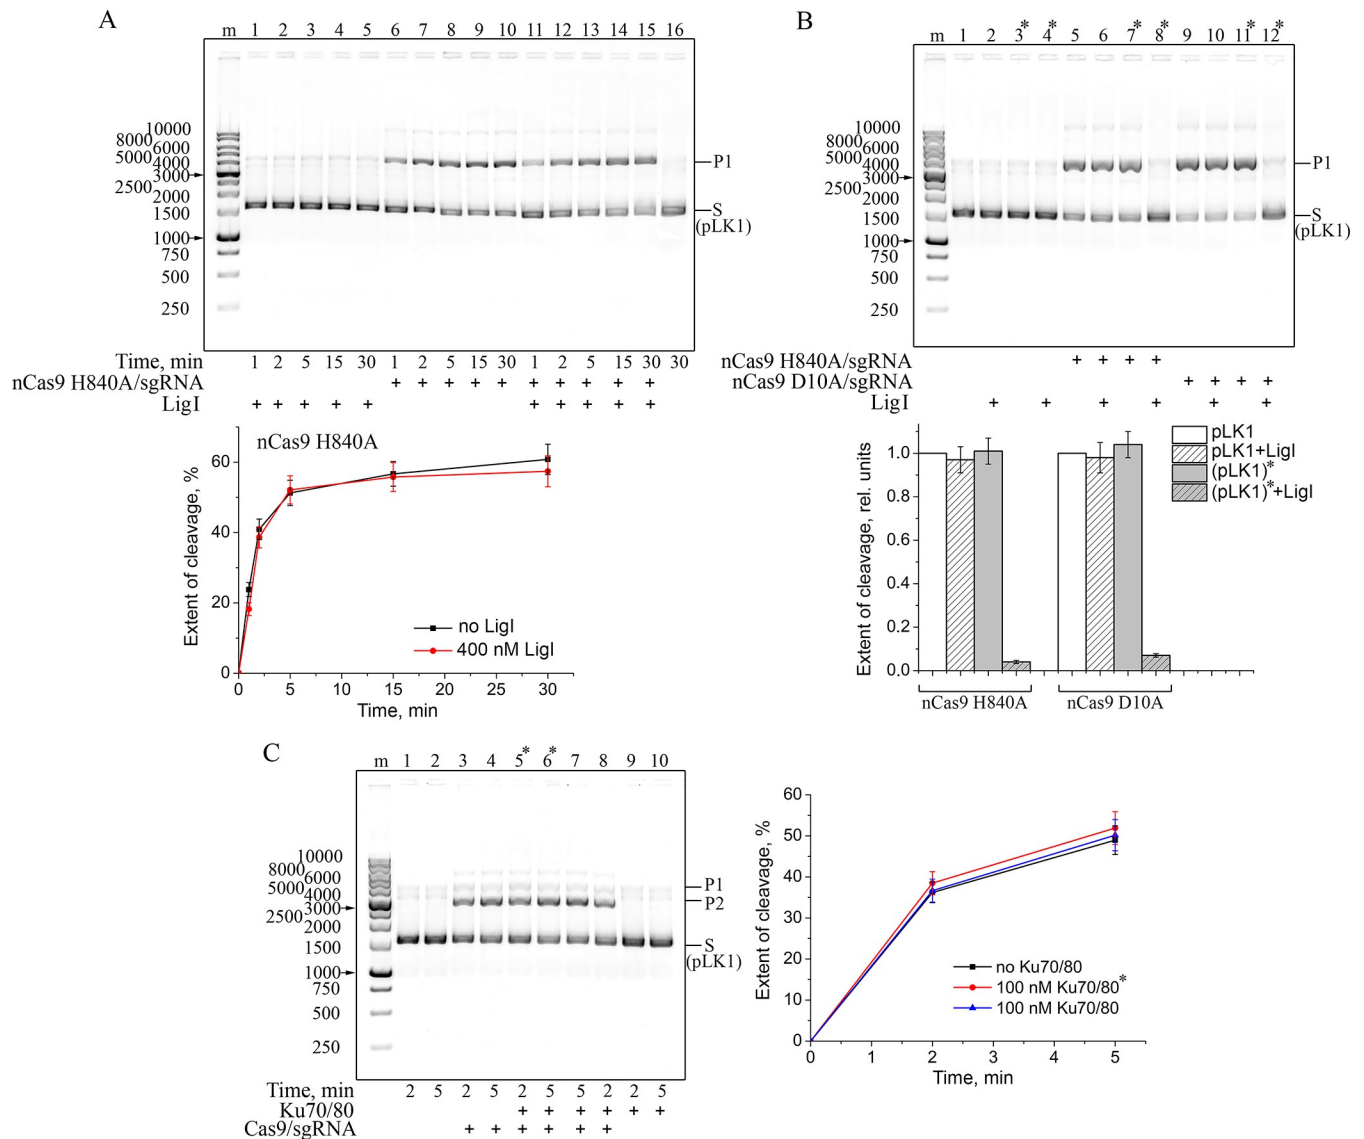 A
m 1 2 3 4 5 6 7 8 9 10 11 12 13 14 15 16
10000
8000
6000
5000
4000
3000
2500
2000
1500
1000
750
500
250
P1
S
(pLK1)
Time, min 1 2 5 15 30 1 2 5 15 30 1 2 5 15 30 30
nCas9 H840A/sgRNA + + + + + + + + + +
LigI + + + + + + + + + +
nCas9 H840A
Extent of cleavage, %
60
40
20
0
no LigI
400 nM LigI
0 5 10 15 20 25 30
Time, min
B
m 1 2 3* 4* 5 6 7* 8* 9 10 11* 12*
10000
8000
6000
5000
4000
3000
2500
2000
1500
1000
750
500
250
P1
S
(pLK1)
nCas9 H840A/sgRNA + + + +
nCas9 D10A/sgRNA + + + +
LigI + + + + + +
Extent of cleavage, rel. units
1.0
0.8
0.6
0.4
0.2
0.0
pLK1
pLK1+LigI
(pLK1)*
(pLK1)*+LigI
nCas9 H840A nCas9 D10A
C
m 1 2 3 4 5* 6* 7 8 9 10
10000
8000
6000
5000
4000
3000
2500
2000
1500
1000
750
500
250
P1
P2
S
(pLK1)
Time, min 2 5 2 5 2 5 5 2 2 5
Ku70/80 + + + + + +
Cas9/sgRNA + + + + + +
Extent of cleavage, %
60
50
40
30
20
10
0
no Ku70/80
100 nM Ku70/80*
100 nM Ku70/80
0 1 2 3 4 5
Time, min